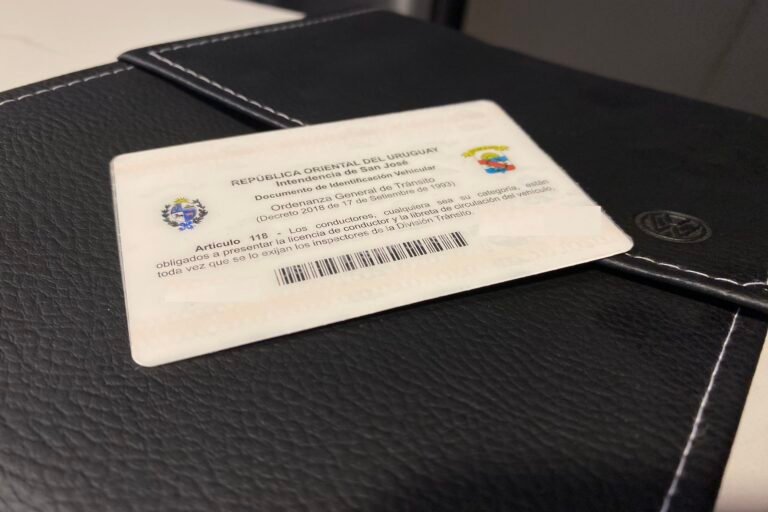 REPÚBLICA ORIENTAL DEL URUGUAY
Intendencia de San José
Documento de Identificación Vehicular
Ordenanza General de Tránsito
(Decreto 2018 de 17 de Setiembre de 1993)
Artículo 118 - Los conductores, cualquiera sea su categoría, están
obligados a presentar la licencia de conductor y la libreta de circulación del vehículo,
toda vez que se lo exijan los inspectores de la División Tránsito.